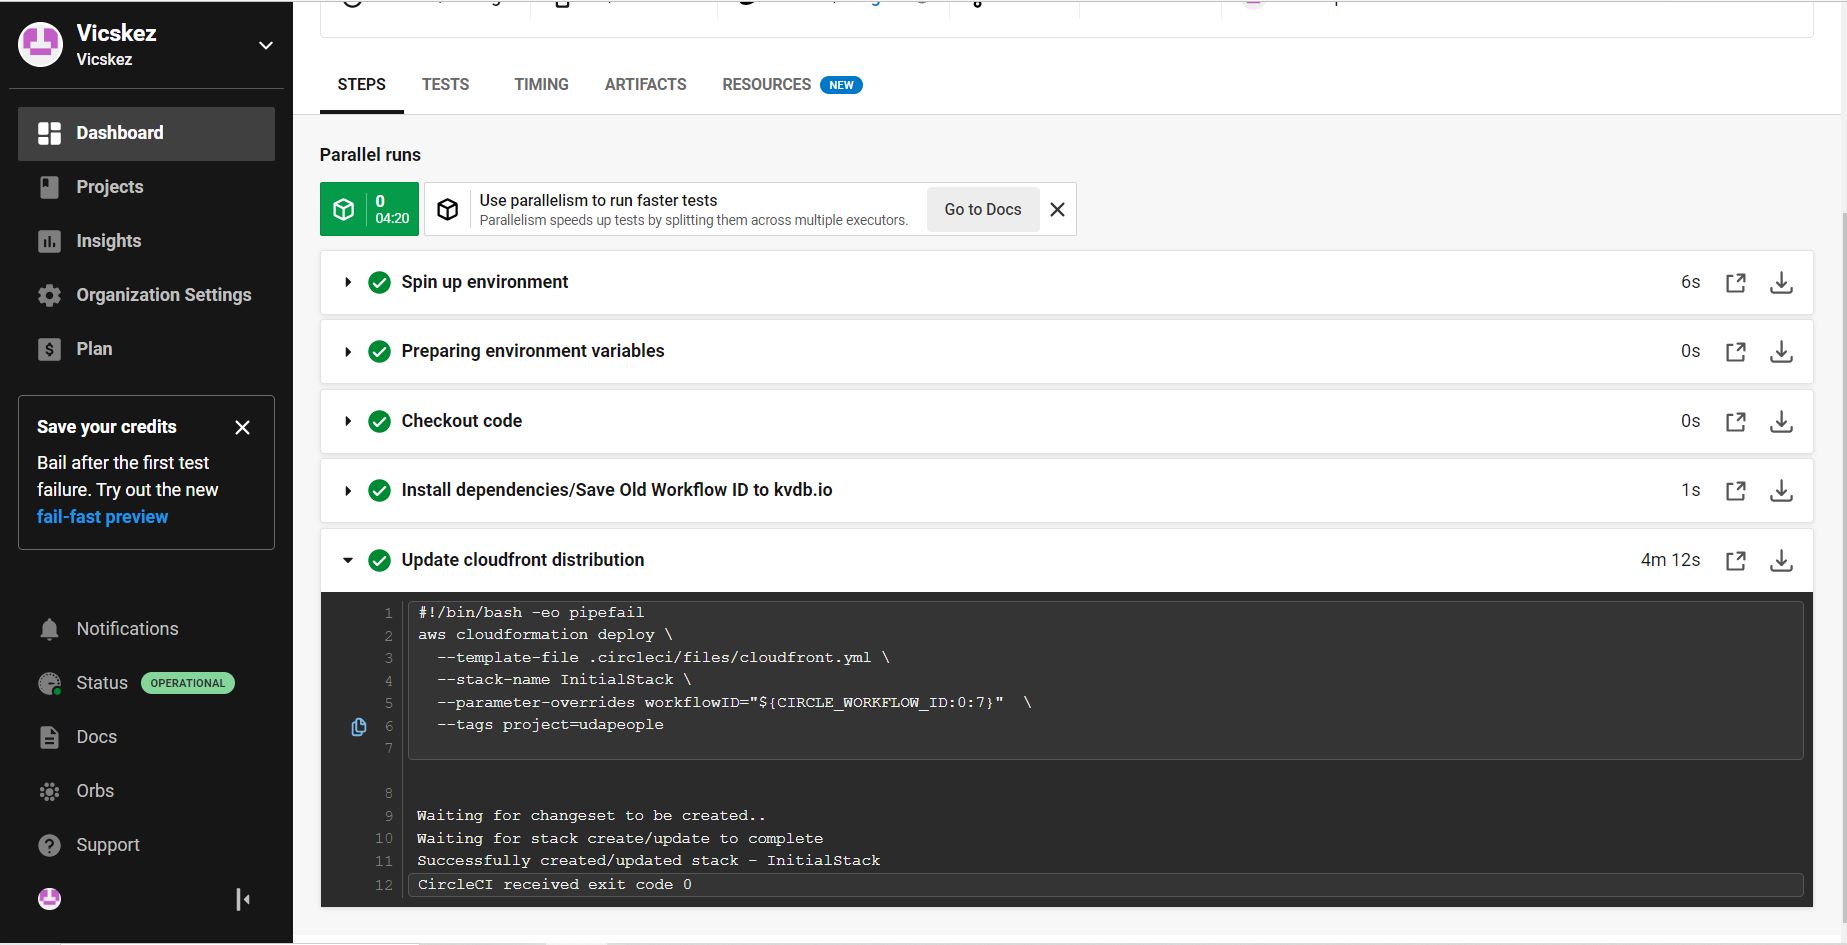 Vicskez
Vicskez
Dashboard
Projects
Insights
Organization Settings
Plan
Save your credits
Bail after the first test
failure. Try out the new
fail-fast preview
Notifications
Status OPERATIONAL
Docs
Orbs
Support
STEPS TESTS TIMING ARTIFACTS RESOURCES NEW
Parallel runs
0
04:20
Use parallelism to run faster tests
Parallelism speeds up tests by splitting them across multiple executors.
Go to Docs
Spin up environment 6s
Preparing environment variables 0s
Checkout code 0s
Install dependencies/Save Old Workflow ID to kvdb.io 1s
Update cloudfront distribution 4m 12s
1 #!/bin/bash -eo pipefail
2 aws cloudformation deploy \
3 --template-file .circleci/files/cloudfront.yml \
4 --stack-name InitialStack \
5 --parameter-overrides workflowID="${CIRCLE_WORKFLOW_ID:0:7}" \
6 --tags project=udapeople
7
8
9 Waiting for changeset to be created..
10 Waiting for stack create/update to complete
11 Successfully created/updated stack - InitialStack
12 CircleCI received exit code 0